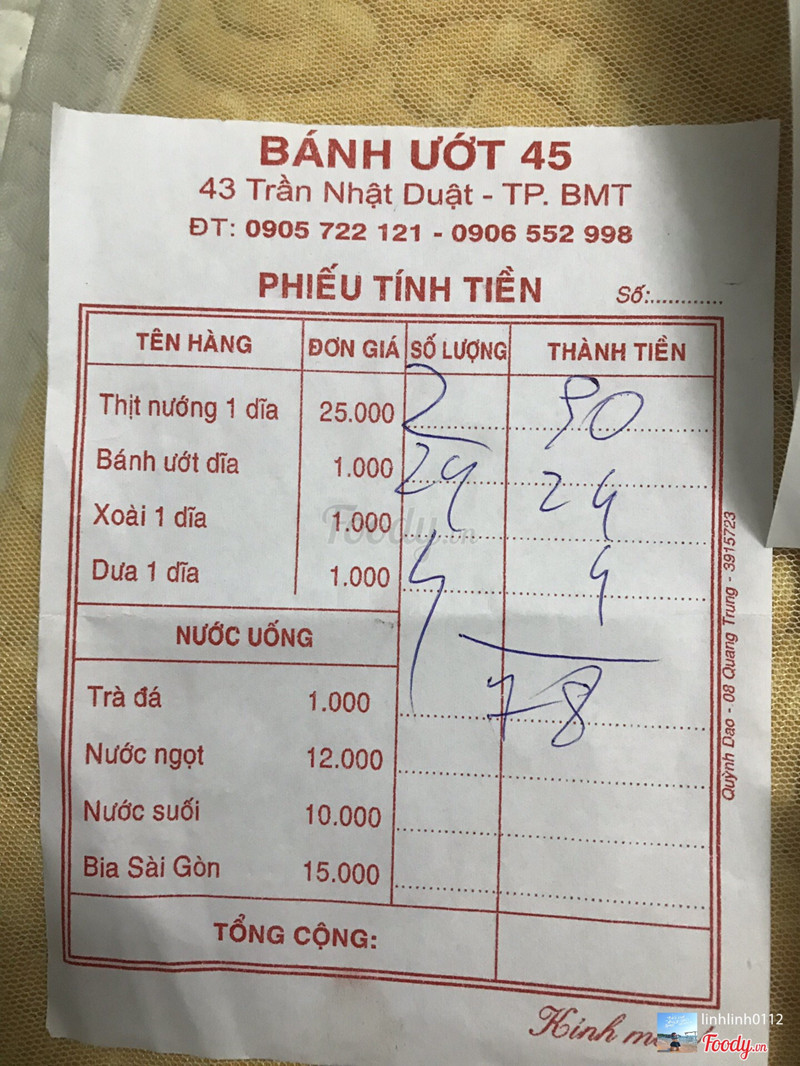 BÁNH ƯỚT 45
43 Trần Nhật Duật - TP. BMT
ĐT: 0905 722 121 - 0906 552 998
PHIẾU TÍNH TIỀN
Số:............
TÊN HÀNG ĐƠN GIÁ SỐ LƯỢNG THÀNH TIỀN
Thịt nướng 1 dĩa 25.000 2 50
Bánh ướt dĩa 1.000 24 24
Xoài 1 dĩa 1.000
Dưa 1 dĩa 1.000 4 4
NƯỚC UỐNG
Trà đá 1.000 78
Nước ngọt 12.000
Nước suối 10.000
Bia Sài Gòn 15.000
TỔNG CỘNG:
Kính
Quỳnh Dao - 08 Quang Trung - 3915723
Foody.vn
linhlinh0112
Foody.vn